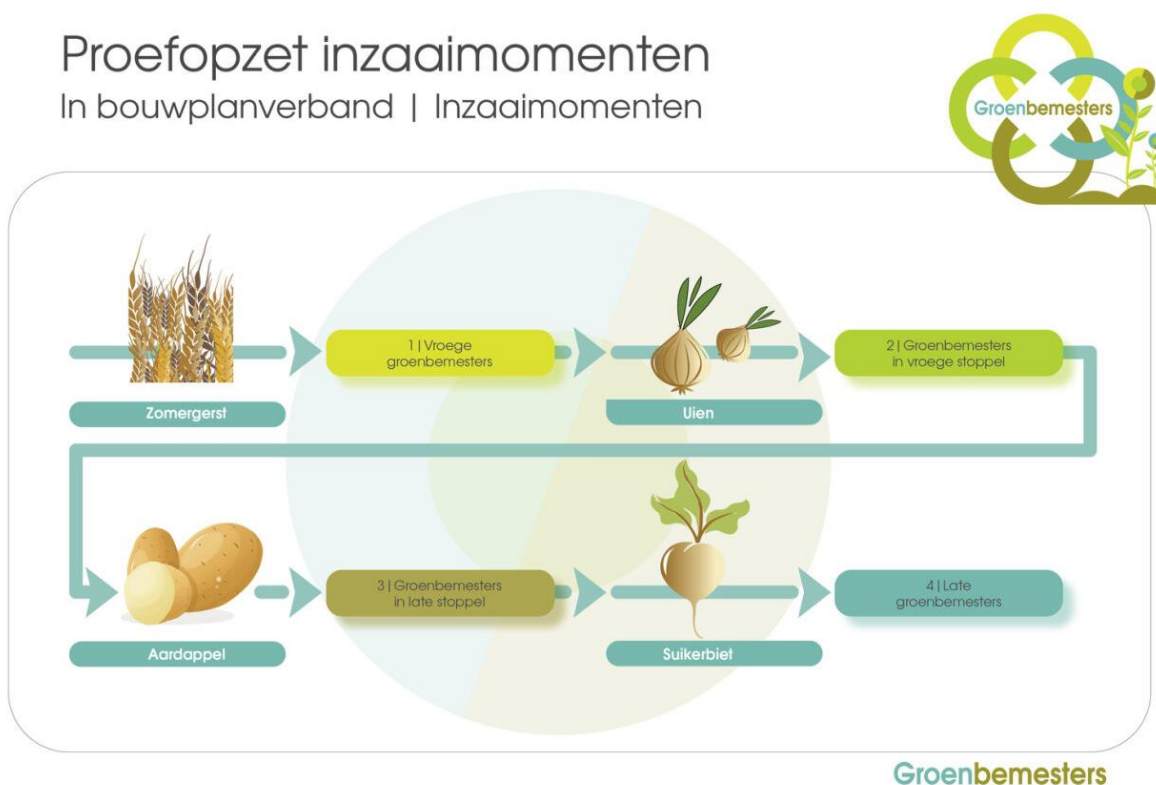 Proefopzet inzaaimomenten
In bouwplanverband | Inzaaimomenten
Groenbemesters
1 | Vroege
groenbemesters
2 | Groenbemesters
in vroege stoppel
Zomergerst
Uien
3 | Groenbemesters
in late stoppel
4 | Late
groenbemesters
Aardappel
Suikerbiet
Groenbemesters